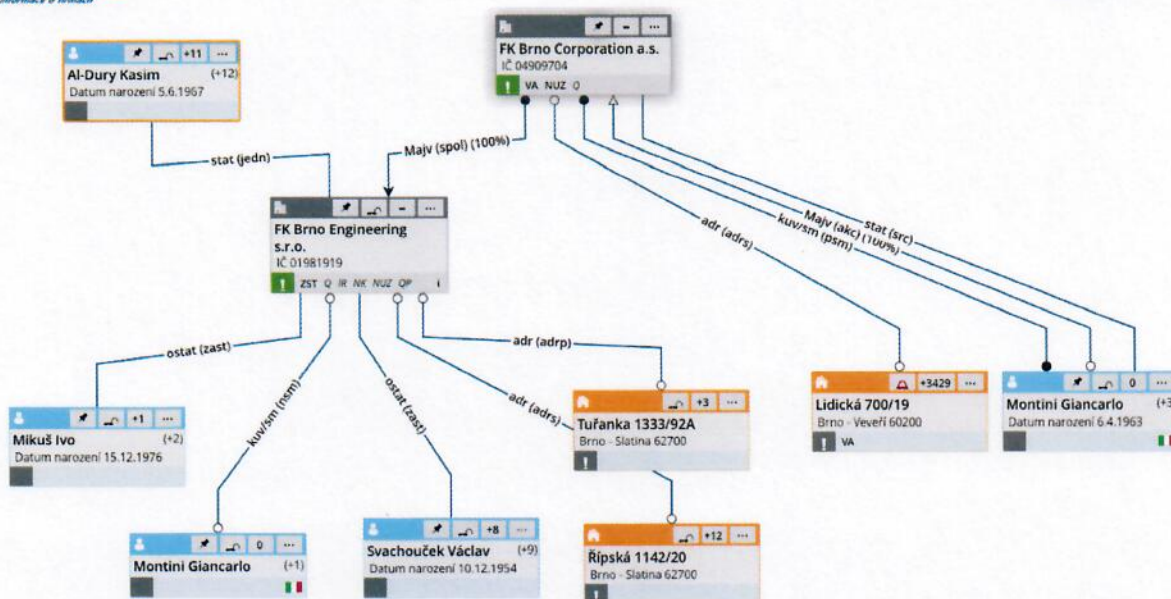 informace o firmách
FK Brno Corporation a.s.
IČ 04909704
VA NUZ Q
+11 ...
Al-Dury Kasim (+12)
Datum narození 5.6.1967
stat (jedn)
Majv (spol) (100%)
adr (adrs)
kuv/sm (psm)
Majv (akc) (100%)
stat (src)
FK Brno Engineering
s.r.o.
IČ 01981919
ZST Q IR NK NUZ QP i
ostat (zast)
kuv/sm (nsm)
ostat (zast)
adr (adrs)
adr (adrp)
+1 ...
Mikuš Ivo (+2)
Datum narození 15.12.1976
0 ...
Montini Giancarlo (+1)
+8 ...
Svachouček Václav (+9)
Datum narození 10.12.1954
+3 ...
Tuřanka 1333/92A
Brno - Slatina 62700
+12 ...
Řípská 1142/20
Brno - Slatina 62700
+3429 ...
Lidická 700/19
Brno - Veveří 60200
VA
0 ...
Montini Giancarlo (+3
Datum narození 6.4.1963